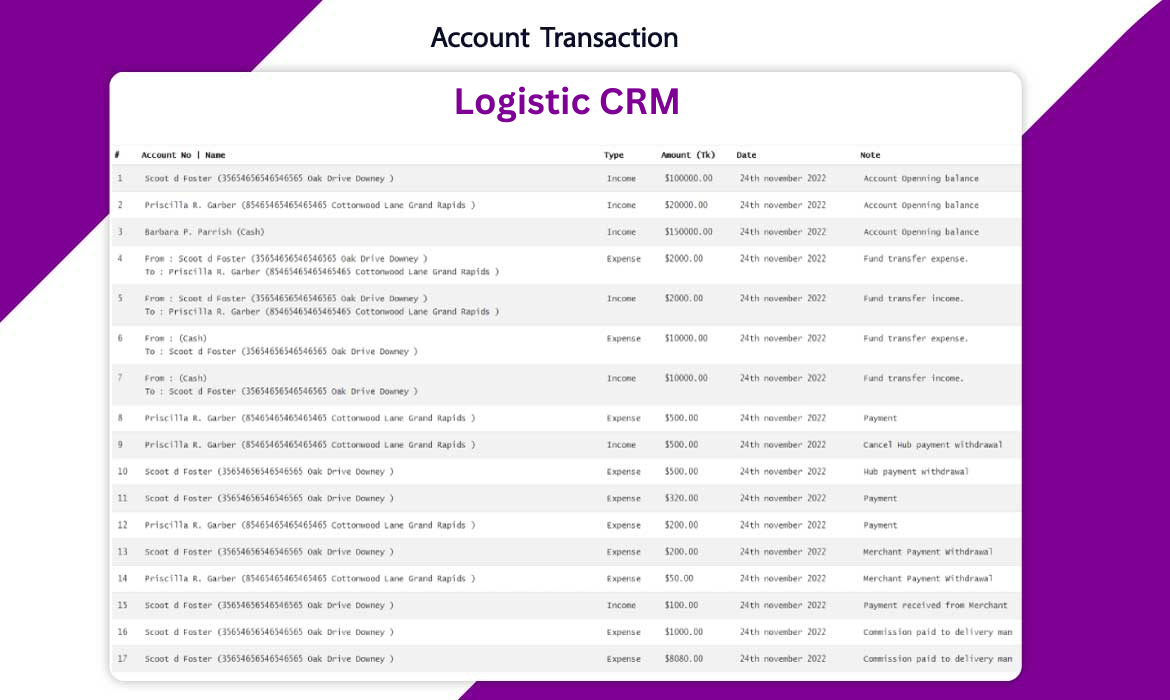 Account Transaction
Logistic CRM
# Account No | Name Type Amount (Tk) Date Note
1 Scoot d Foster (35654656546546565 Oak Drive Downey ) Income $100000.00 24th november 2022 Account Openning balance
2 Priscilla R. Garber (85465465465465465 Cottonwood Lane Grand Rapids ) Income $20000.00 24th november 2022 Account Openning balance
3 Barbara P. Parrish (Cash) Income $150000.00 24th november 2022 Account Openning balance
4 From : Scoot d Foster (35654656546546565 Oak Drive Downey ) Expense $2000.00 24th november 2022 Fund transfer expense.
To : Priscilla R. Garber (85465465465465465 Cottonwood Lane Grand Rapids )
5 From : Scoot d Foster (35654656546546565 Oak Drive Downey ) Income $2000.00 24th november 2022 Fund transfer income.
To : Priscilla R. Garber (85465465465465465 Cottonwood Lane Grand Rapids )
6 From : (Cash) Expense $10000.00 24th november 2022 Fund transfer expense.
To : Scoot d Foster (35654656546546565 Oak Drive Downey )
7 From : (Cash) Income $10000.00 24th november 2022 Fund transfer income.
To : Scoot d Foster (35654656546546565 Oak Drive Downey )
8 Priscilla R. Garber (85465465465465465 Cottonwood Lane Grand Rapids ) Expense $500.00 24th november 2022 Payment
9 Priscilla R. Garber (85465465465465465 Cottonwood Lane Grand Rapids ) Income $500.00 24th november 2022 Cancel Hub payment withdrawal
10 Scoot d Foster (35654656546546565 Oak Drive Downey ) Expense $500.00 24th november 2022 Hub payment withdrawal
11 Scoot d Foster (35654656546546565 Oak Drive Downey ) Expense $320.00 24th november 2022 Payment
12 Priscilla R. Garber (85465465465465465 Cottonwood Lane Grand Rapids ) Expense $200.00 24th november 2022 Payment
13 Scoot d Foster (35654656546546565 Oak Drive Downey ) Expense $200.00 24th november 2022 Merchant Payment Withdrawal
14 Priscilla R. Garber (85465465465465465 Cottonwood Lane Grand Rapids ) Expense $50.00 24th november 2022 Merchant Payment Withdrawal
15 Scoot d Foster (35654656546546565 Oak Drive Downey ) Income $100.00 24th november 2022 Payment received from Merchant
16 Scoot d Foster (35654656546546565 Oak Drive Downey ) Expense $1000.00 24th november 2022 Commission paid to delivery man
17 Scoot d Foster (35654656546546565 Oak Drive Downey ) Expense $8080.00 24th november 2022 Commission paid to delivery man